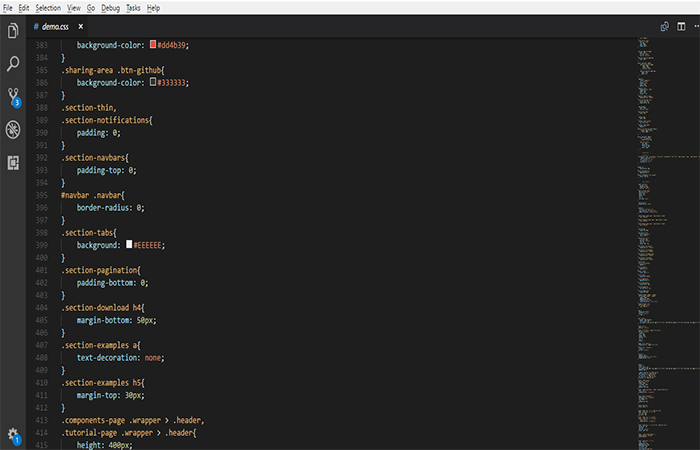 File Edit Selection View Go Debug Tasks Help
# demo.css ×
383 background-color: #dd4b39;
384 }
385 .sharing-area .btn-github{
386 background-color: #333333;
387 }
388 .section-thin,
389 .section-notifications{
390 padding: 0;
391 }
392 .section-navbars{
393 padding-top: 0;
394 }
395 #navbar .navbar{
396 border-radius: 0;
397 }
398 .section-tabs{
399 background: #EEEEEE;
400 }
401 .section-pagination{
402 padding-bottom: 0;
403 }
404 .section-download h4{
405 margin-bottom: 50px;
406 }
407 .section-examples a{
408 text-decoration: none;
409 }
410 .section-examples h5{
411 margin-top: 30px;
412 }
413 .components-page .wrapper > .header,
414 .tutorial-page .wrapper > .header{
415 height: 400px;
3
1